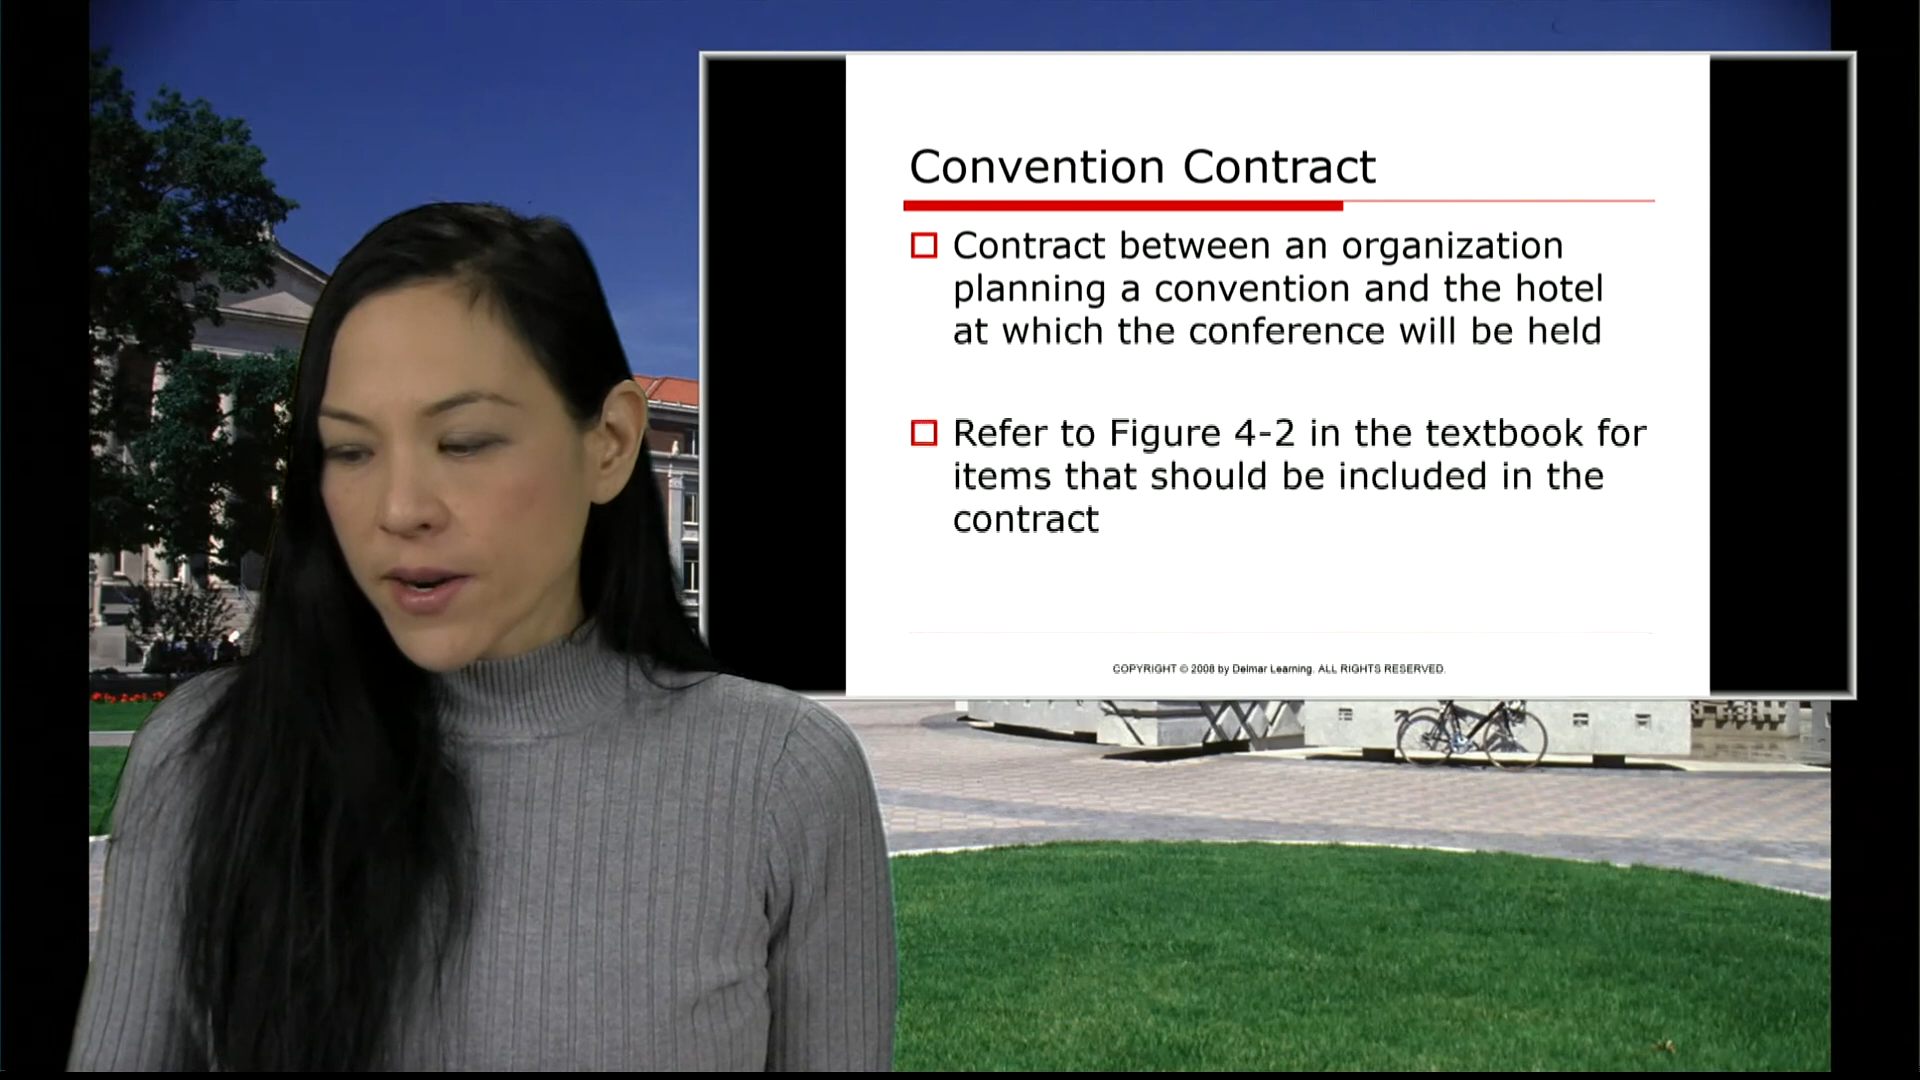 Convention Contract
Contract between an organization
planning a convention and the hotel
at which the conference will be held
Refer to Figure 4-2 in the textbook for
items that should be included in the
contract
COPYRIGHT © 2008 by Delmar Learning. ALL RIGHTS RESERVED.